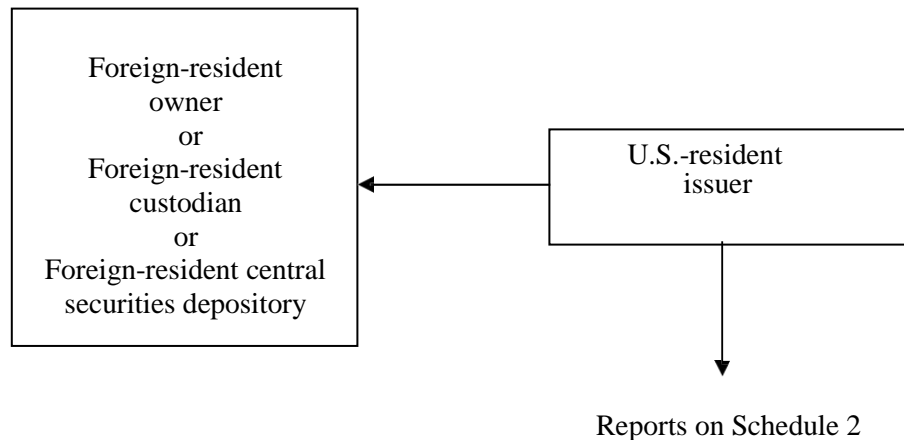 Foreign-resident
owner
or
Foreign-resident
custodian
or
Foreign-resident central
securities depository
U.S.-resident
issuer
Reports on Schedule 2